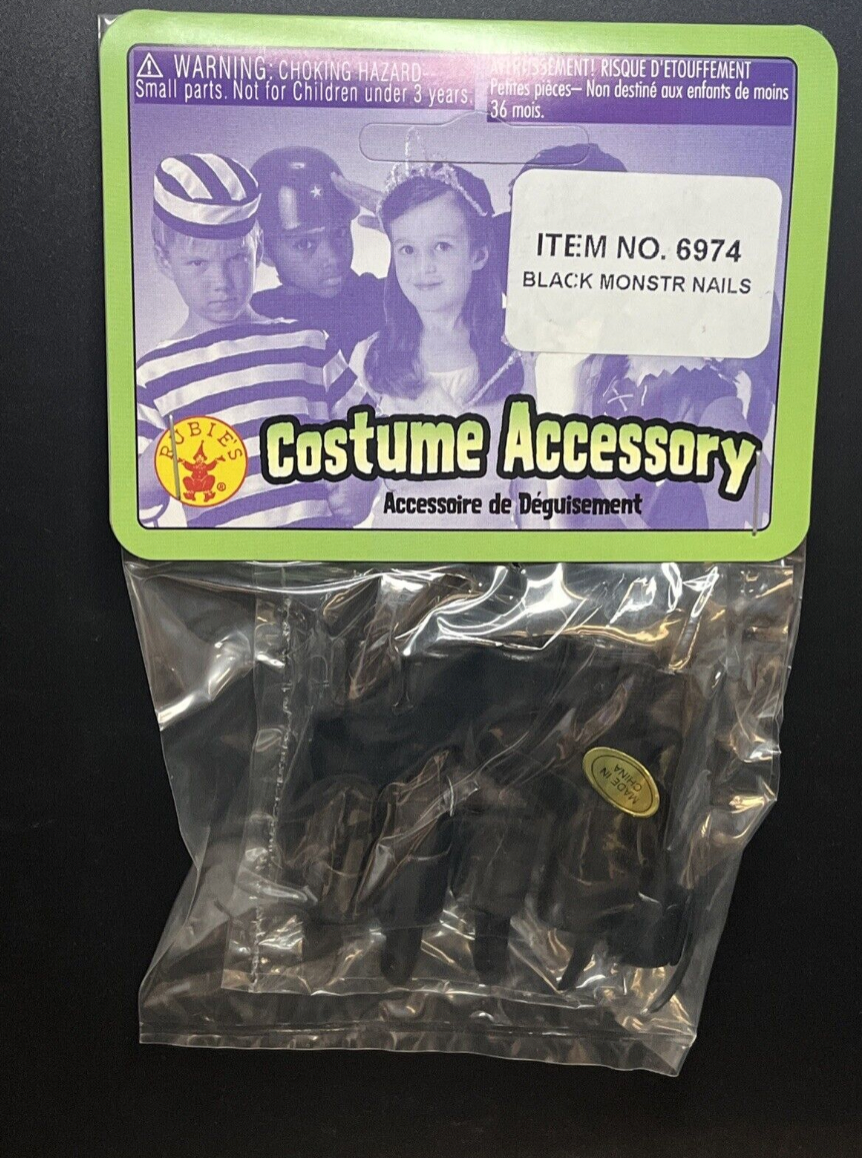 WARNING: CHOKING HAZARD--
Small parts. Not for Children under 3 years.
AVERTISSEMENT! RISQUE D'ETOUFFEMENT
Petites pièces– Non destiné aux enfants de moins
36 mois.
ITEM NO. 6974
BLACK MONSTR NAILS
RUBIE'S
®
Costume Accessory
Accessoire de Déguisement
MADE IN
CHINA